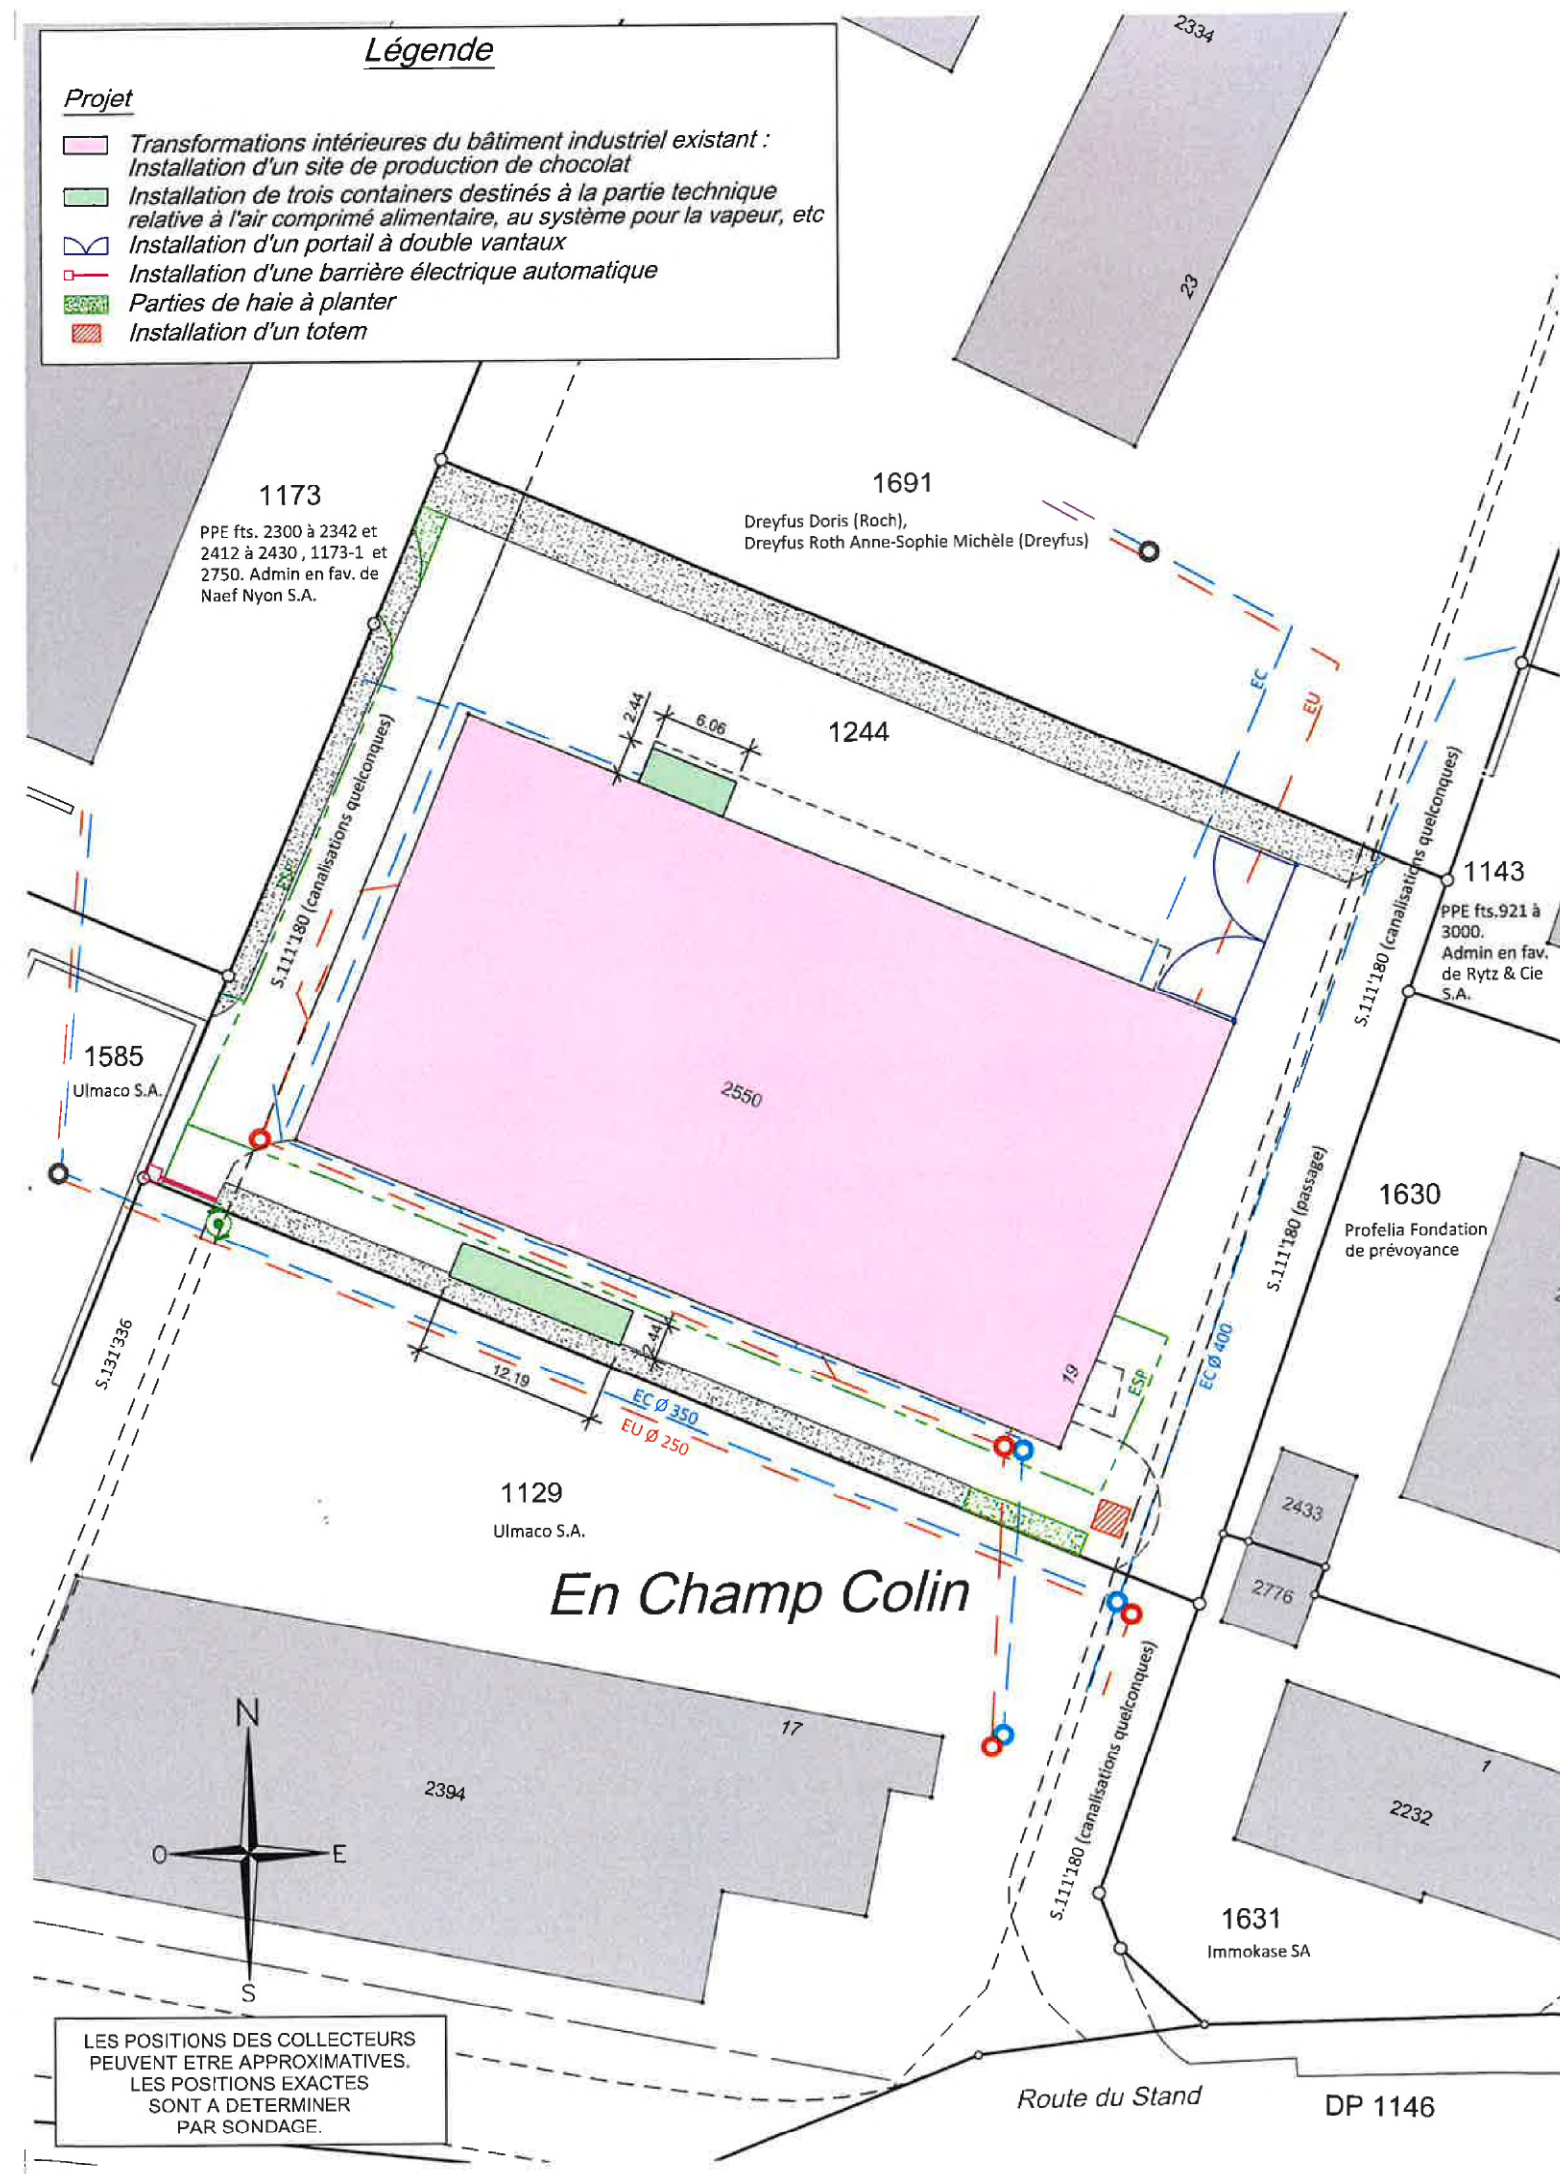 Légende
Projet
Transformations intérieures du bâtiment industriel existant :
Installation d'un site de production de chocolat
Installation de trois containers destinés à la partie technique
relative à l'air comprimé alimentaire, au système pour la vapeur, etc
Installation d'un portail à double vantaux
Installation d'une barrière électrique automatique
Parties de haie à planter
Installation d'un totem
2334
23
1173
PPE fts. 2300 à 2342 et
2412 à 2430 , 1173-1 et
2750. Admin en fav. de
Naef Nyon S.A.
1691
Dreyfus Doris (Roch),
Dreyfus Roth Anne-Sophie Michèle (Dreyfus)
EC
EU
2.44
6.06
1244
S.111'180 (canalisations quelconques)
ESP
S.111'180 (canalisations quelconques)
1143
PPE fts.921 à
3000.
Admin en fav.
de Rytz & Cie
S.A.
1585
Ulmaco S.A.
2550
S.111'180 (passage)
1630
Profelia Fondation
de prévoyance
S.131'336
2.44
12.19
EC Ø 350
EU Ø 250
19
ESP
EC Ø 400
1129
Ulmaco S.A.
2433
2776
En Champ Colin
S.111'180 (canalisations quelconques)
17
2394
1
2232
N
O
E
S
1631
Immokase SA
LES POSITIONS DES COLLECTEURS
PEUVENT ETRE APPROXIMATIVES.
LES POSITIONS EXACTES
SONT A DETERMINER
PAR SONDAGE.
Route du Stand
DP 1146